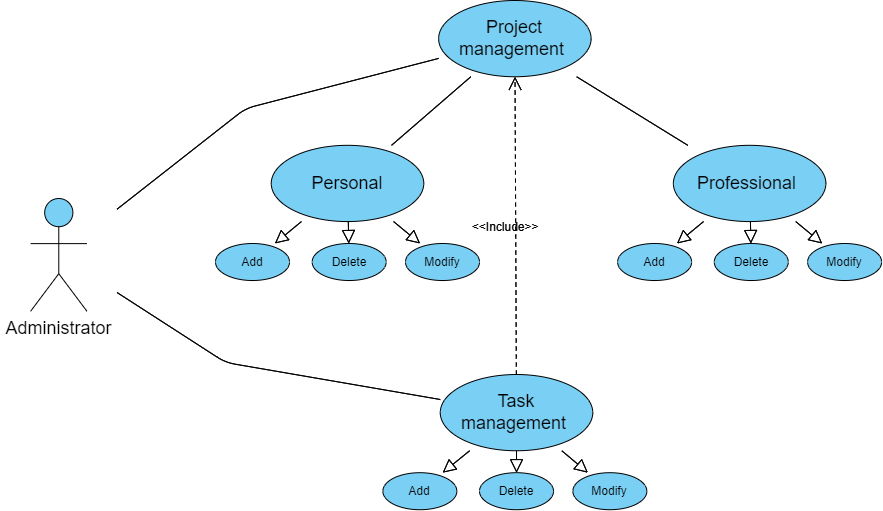 Project
management
Personal
Professional
<<Include>>
Add
Delete
Modify
Add
Delete
Modify
Administrator
Task
management
Add
Delete
Modify